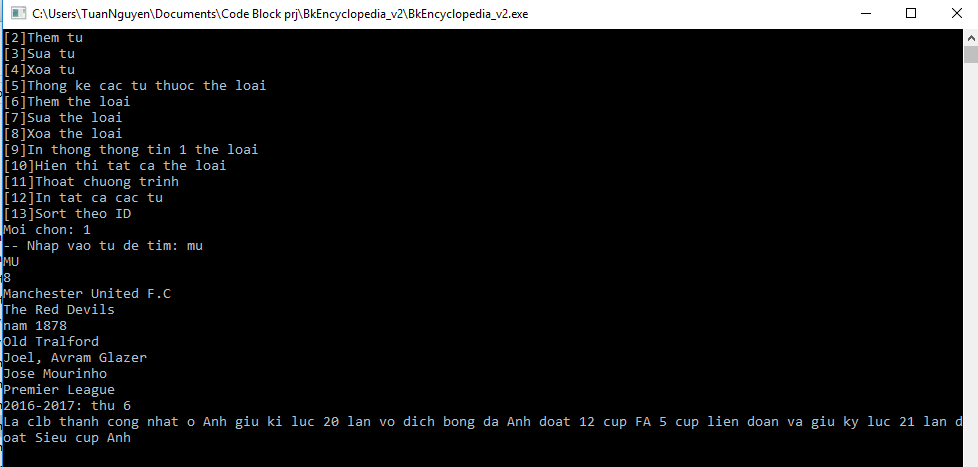 C:\Users\TuanNguyen\Documents\Code Block prj\BkEncyclopedia_v2\BkEncyclopedia_v2.exe
[2]Them tu
[3]Sua tu
[4]Xoa tu
[5]Thong ke cac tu thuoc the loai
[6]Them the loai
[7]Sua the loai
[8]Xoa the loai
[9]In thong thong tin 1 the loai
[10]Hien thi tat ca the loai
[11]Thoat chuong trinh
[12]In tat ca cac tu
[13]Sort theo ID
Moi chon: 1
-- Nhap vao tu de tim: mu
MU
8
Manchester United F.C
The Red Devils
nam 1878
Old Tralford
Joel, Avram Glazer
Jose Mourinho
Premier League
2016-2017: thu 6
La clb thanh cong nhat o Anh giu ki luc 20 lan vo dich bong da Anh doat 12 cup FA 5 cup lien doan va giu ky luc 21 lan d
oat Sieu cup Anh